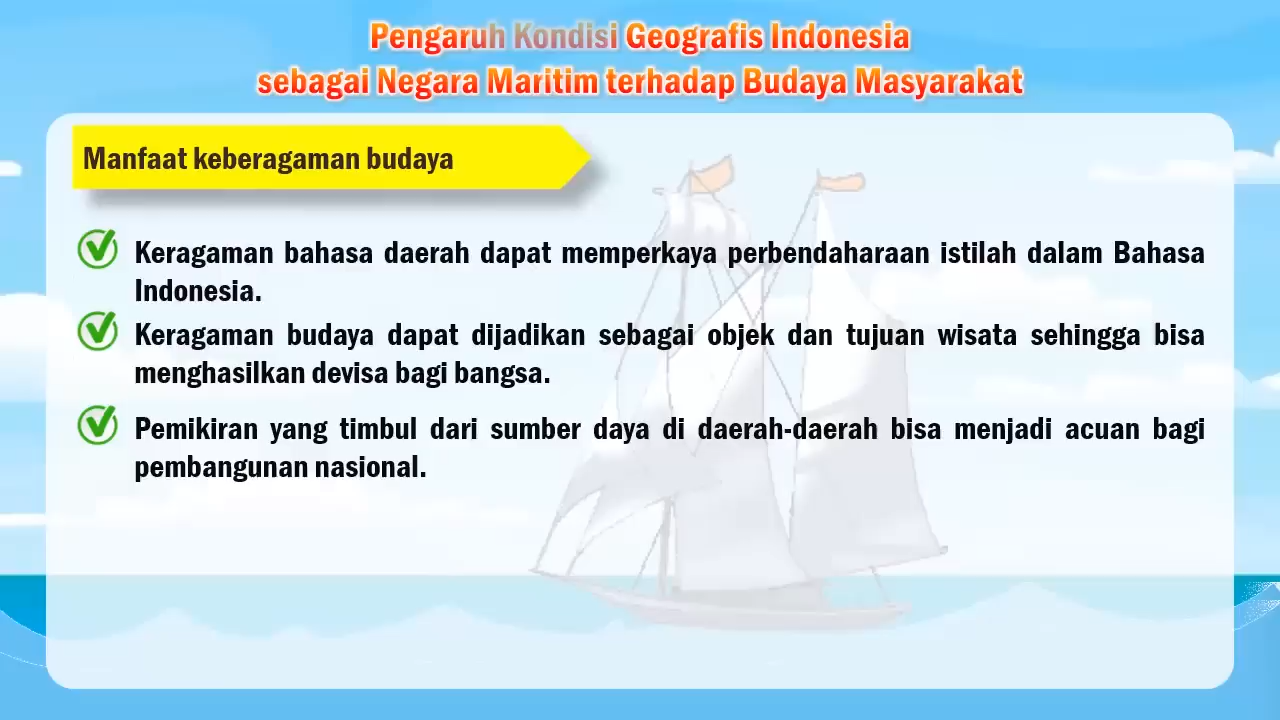 Pengaruh Kondisi Geografis Indonesia
sebagai Negara Maritim terhadap Budaya Masyarakat
Manfaat keberagaman budaya
Keragaman bahasa daerah dapat memperkaya perbendaharaan istilah dalam Bahasa
Indonesia.
Keragaman budaya dapat dijadikan sebagai objek dan tujuan wisata sehingga bisa
menghasilkan devisa bagi bangsa.
Pemikiran yang timbul dari sumber daya di daerah-daerah bisa menjadi acuan bagi
pembangunan nasional.